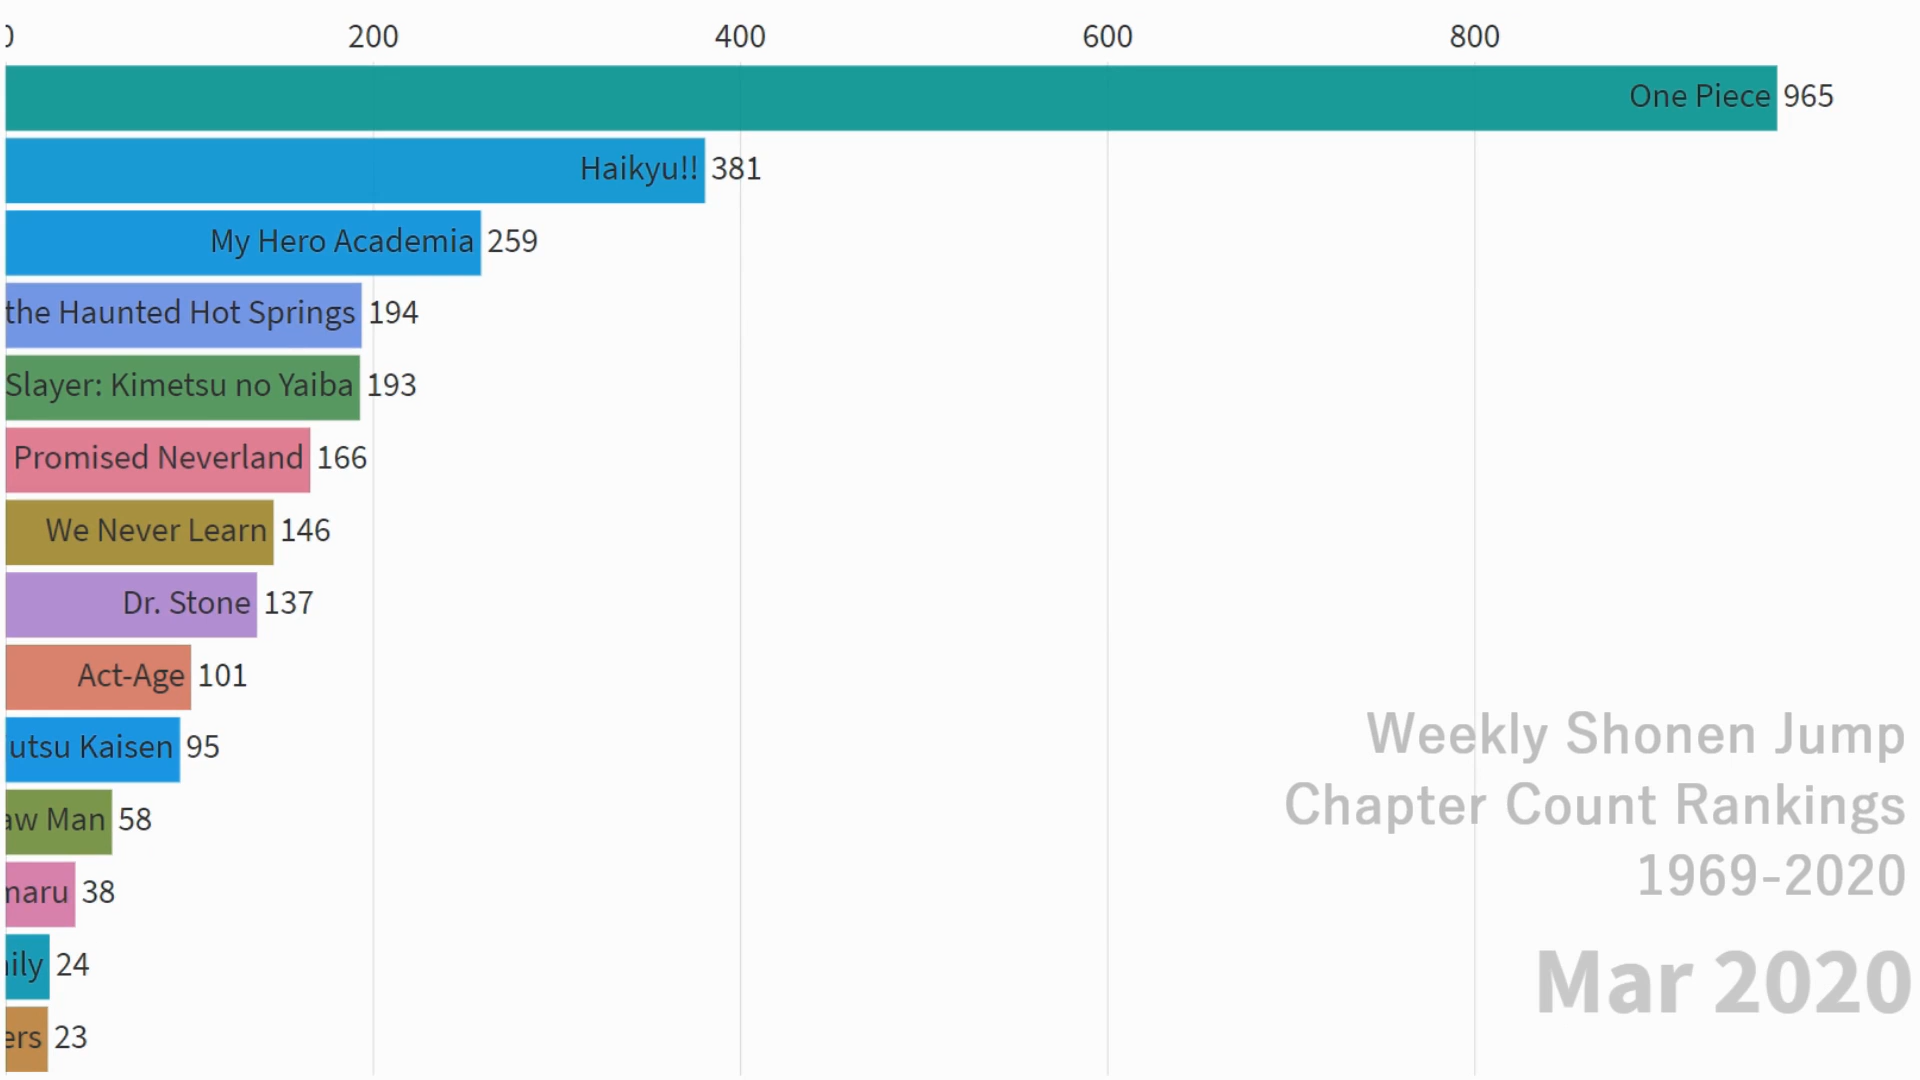 200 400 600 800
One Piece 965
Haikyu!! 381
My Hero Academia 259
the Haunted Hot Springs 194
Slayer: Kimetsu no Yaiba 193
Promised Neverland 166
We Never Learn 146
Dr. Stone 137
Act-Age 101
utsu Kaisen 95
aw Man 58
maru 38
ily 24
ers 23
Weekly Shonen Jump
Chapter Count Rankings
1969-2020
Mar 2020